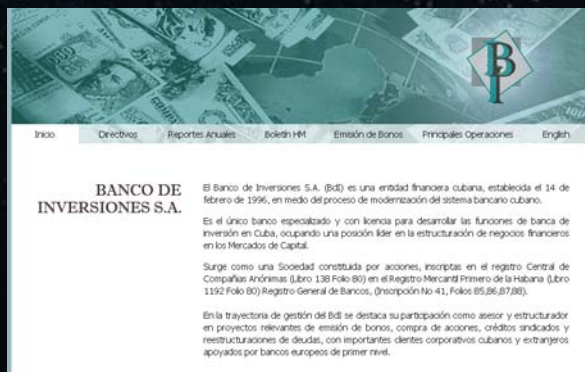 BI
Inicio Directivos Reportes Anuales Boletín HM Emisión de Bonos Principales Operaciones English
BANCO DE
INVERSIONES S.A.
El Banco de Inversiones S.A. (BdI) es una entidad financiera cubana, establecida el 14 de
febrero de 1996, en medio del proceso de modernización del sistema bancario cubano.
Es el único banco especializado y con licencia para desarrollar las funciones de banca de
inversión en Cuba, ocupando una posición líder en la estructuración de negocios financieros
en los Mercados de Capital.
Surge como una Sociedad constituida por acciones, inscriptas en el registro Central de
Compañías Anónimas (Libro 138 Folio 80) en el Registro Mercantil Primero de la Habana (Libro
1192 Folio 80) Registro General de Bancos, (Inscripción No 41, Folios 85,86,87,88).
En la trayectoria de gestión del BdI se destaca su participación como asesor y estructurador
en proyectos relevantes de emisión de bonos, compra de acciones, créditos sindicados y
reestructuraciones de deudas, con importantes clientes corporativos cubanos y extranjeros
apoyados por bancos europeos de primer nivel.